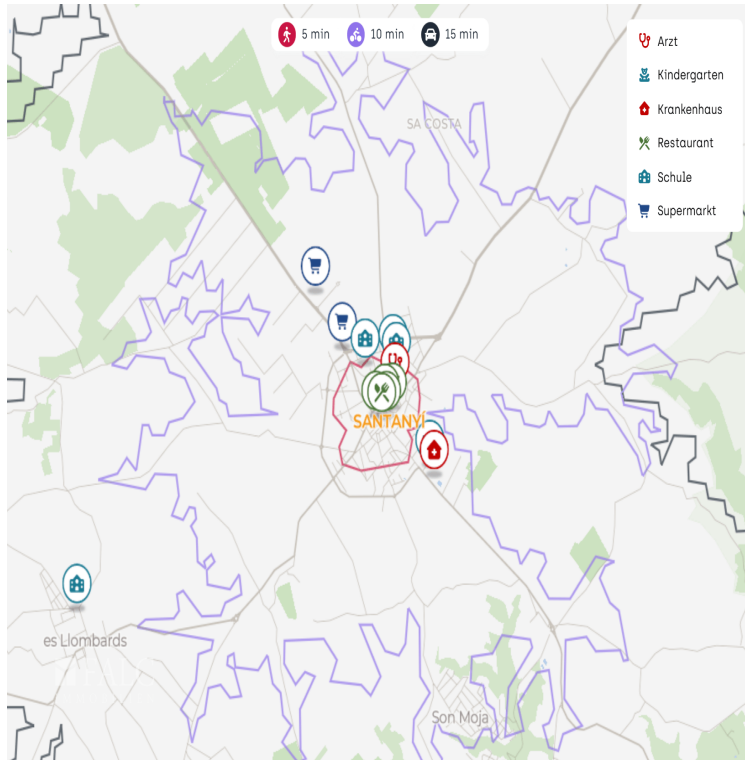 5 min
10 min
15 min
Arzt
Kindergarten
Krankenhaus
Restaurant
Schule
Supermarkt
SA COSTA
SANTANYÍ
es Llombards
Son Moja